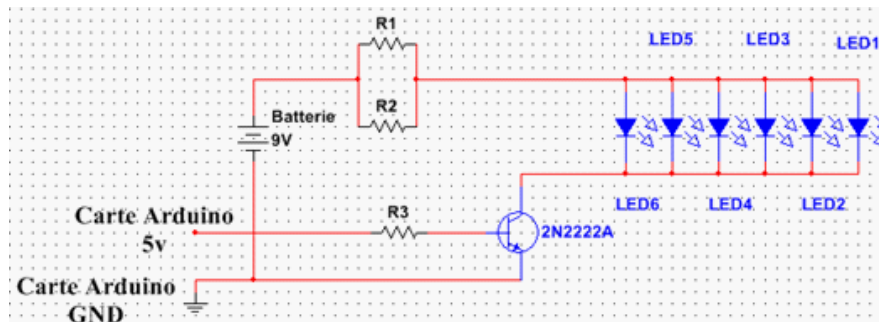 R1
LED5
LED3
LED1
R2
Batterie
9V
Carte Arduino
5v
R3
2N2222A
LED6
LED4
LED2
Carte Arduino
GND